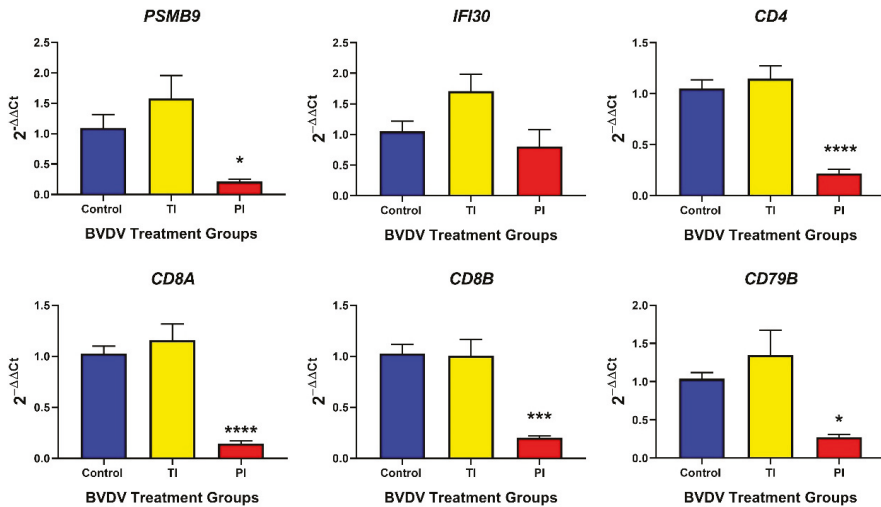 PSMB9
2^-ΔΔCt
2.5
2.0
1.5
1.0
0.5
0.0
*
Control TI PI
BVDV Treatment Groups
IFI30
2^-ΔΔCt
2.5
2.0
1.5
1.0
0.5
0.0
Control TI PI
BVDV Treatment Groups
CD4
2^-ΔΔCt
1.5
1.0
0.5
0.0
****
Control TI PI
BVDV Treatment Groups
CD8A
2^-ΔΔCt
1.5
1.0
0.5
0.0
****
Control TI PI
BVDV Treatment Groups
CD8B
2^-ΔΔCt
1.5
1.0
0.5
0.0
***
Control TI PI
BVDV Treatment Groups
CD79B
2^-ΔΔCt
2.0
1.5
1.0
0.5
0.0
*
Control TI PI
BVDV Treatment Groups